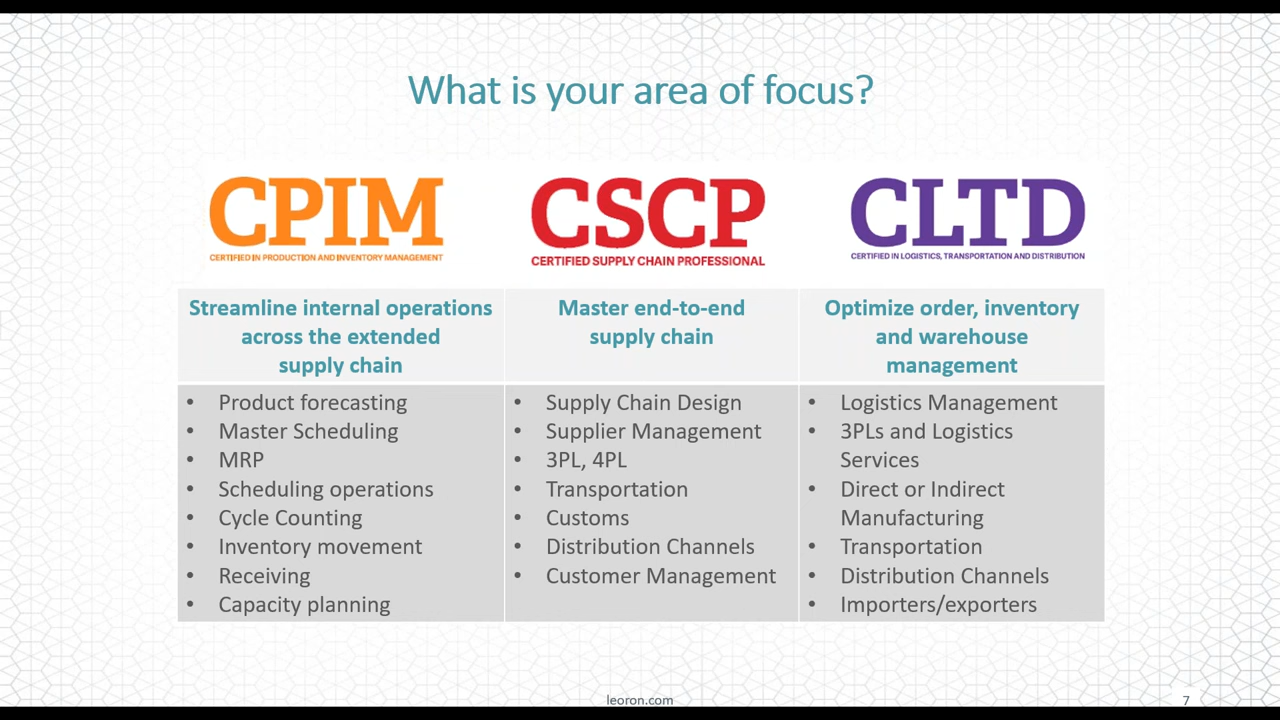 What is your area of focus?
CPIM
CERTIFIED IN PRODUCTION AND INVENTORY MANAGEMENT
CSCP
CERTIFIED SUPPLY CHAIN PROFESSIONAL
CLTD
CERTIFIED IN LOGISTICS, TRANSPORTATION AND DISTRIBUTION
Streamline internal operations
across the extended
supply chain
Master end-to-end
supply chain
Optimize order, inventory
and warehouse
management
• Product forecasting
• Master Scheduling
• MRP
• Scheduling operations
• Cycle Counting
• Inventory movement
• Receiving
• Capacity planning
• Supply Chain Design
• Supplier Management
• 3PL, 4PL
• Transportation
• Customs
• Distribution Channels
• Customer Management
• Logistics Management
• 3PLs and Logistics
Services
• Direct or Indirect
Manufacturing
• Transportation
• Distribution Channels
• Importers/exporters
leoron.com
7